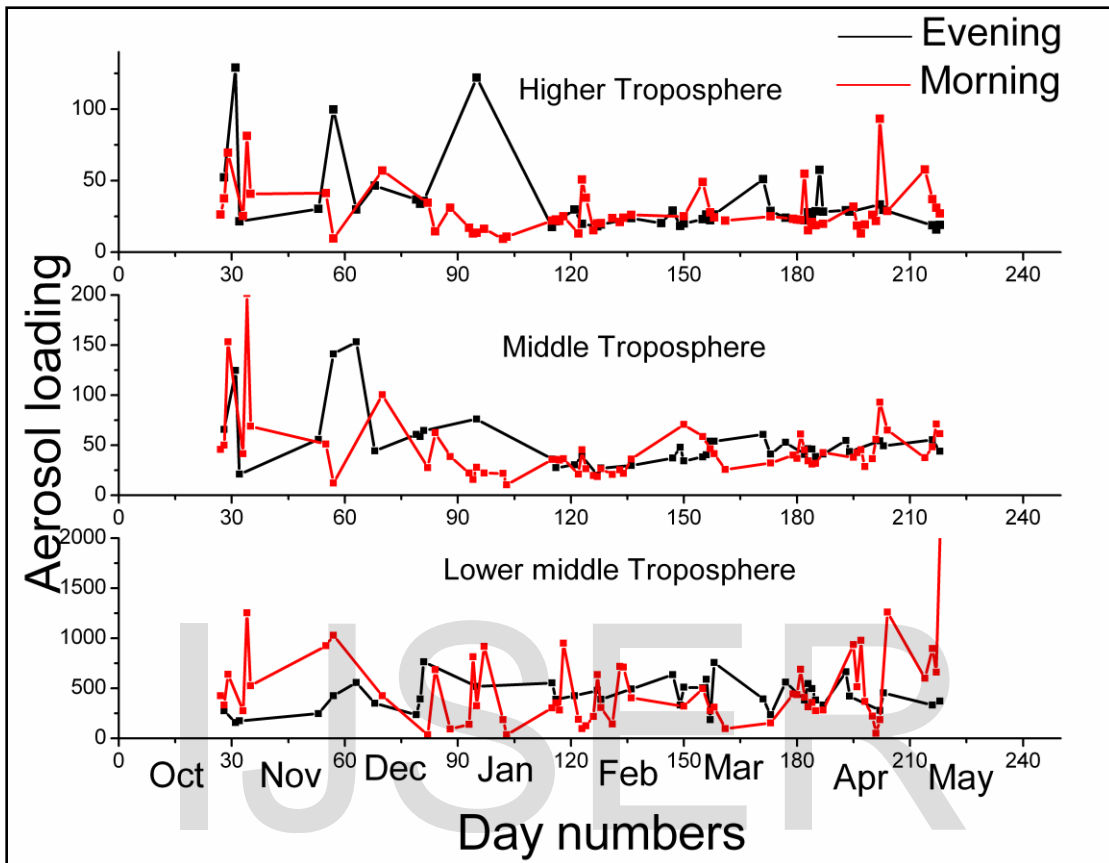 Evening
Morning
Higher Troposphere
100
50
0
0 30 60 90 120 150 180 210 240
Aerosol loading
Middle Troposphere
200
150
100
50
0
0 30 60 90 120 150 180 210 240
Lower middle Troposphere
2000
1500
1000
500
0
0 30 60 90 120 150 180 210 240
Oct Nov Dec Jan Feb Mar Apr May
Day numbers
IJSER